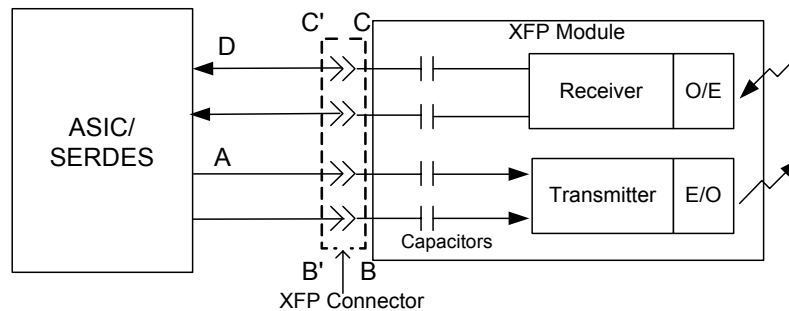 C' C
XFP Module
D
Receiver O/E
ASIC/
SERDES
A
Transmitter E/O
Capacitors
B' B
XFP Connector